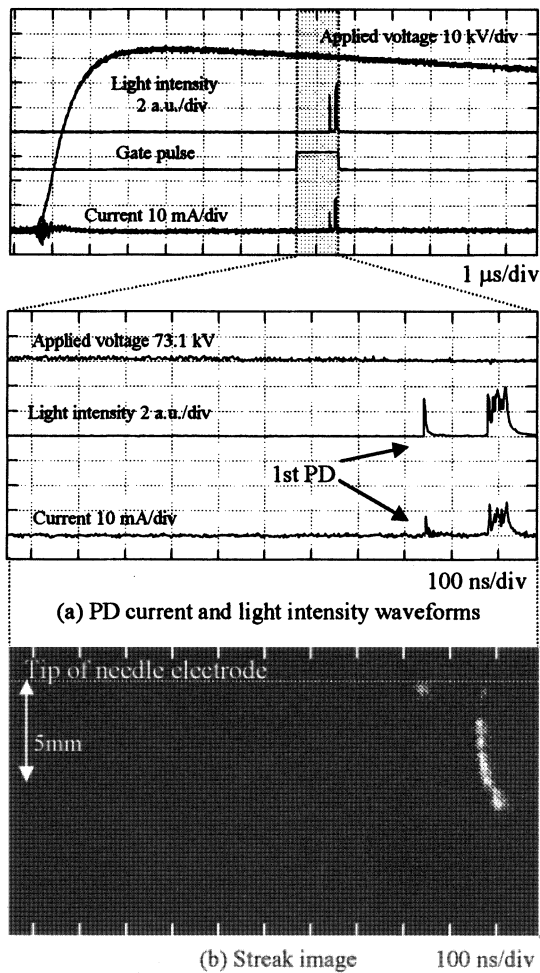 Applied voltage 10 kV/div
Light intensity
2 a.u./div
Gate pulse
Current 10 mA/div
1 μs/div
Applied voltage 73.1 kV
Light intensity 2 a.u./div
1st PD
Current 10 mA/div
100 ns/div
(a) PD current and light intensity waveforms
Tip of needle electrode
5mm
(b) Streak image
100 ns/div